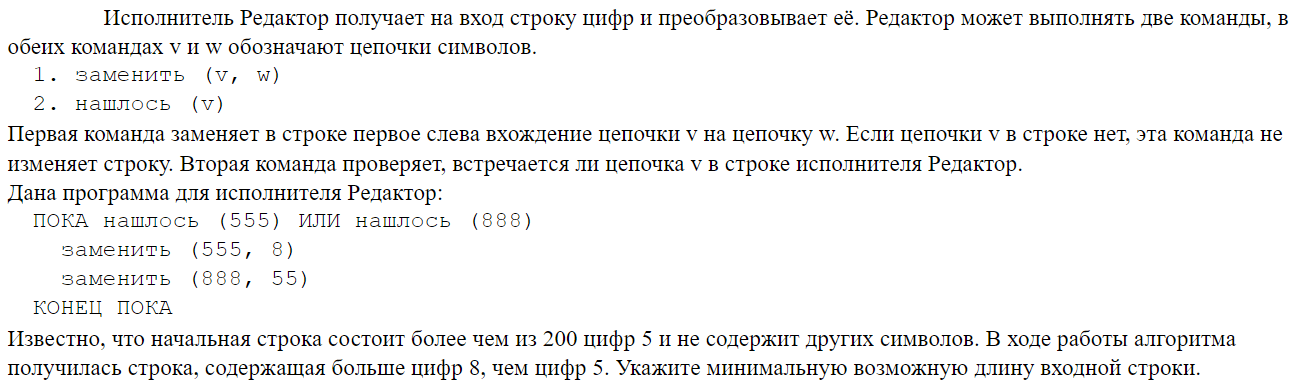 Исполнитель Редактор получает на вход строку цифр и преобразовывает её. Редактор может выполнять две команды, в
обеих командах v и w обозначают цепочки символов.
1. заменить (v, w)
2. нашлось (v)
Первая команда заменяет в строке первое слева вхождение цепочки v на цепочку w. Если цепочки v в строке нет, эта команда не
изменяет строку. Вторая команда проверяет, встречается ли цепочка v в строке исполнителя Редактор.
Дана программа для исполнителя Редактор:
ПОКА нашлось (555) ИЛИ нашлось (888)
заменить (555, 8)
заменить (888, 55)
КОНЕЦ ПОКА
Известно, что начальная строка состоит более чем из 200 цифр 5 и не содержит других символов. В ходе работы алгоритма
получилась строка, содержащая больше цифр 8, чем цифр 5. Укажите минимальную возможную длину входной строки.